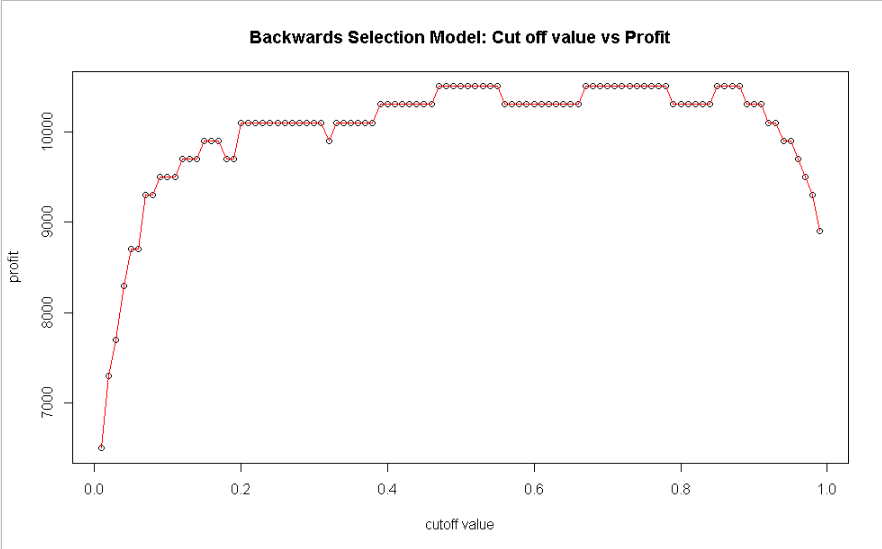 Backwards Selection Model: Cut off value vs Profit
10000
9000
8000
7000
profit
0.0 0.2 0.4 0.6 0.8 1.0
cutoff value